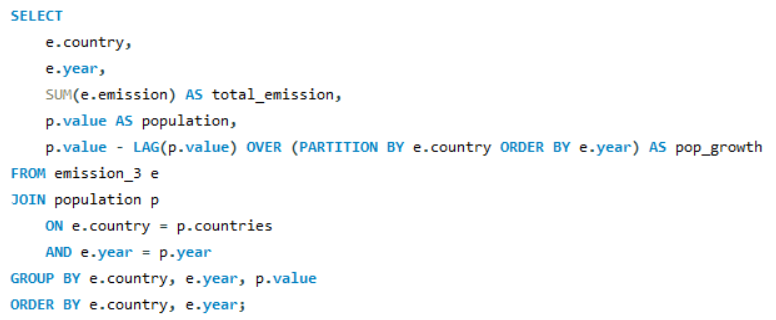 SELECT
e.country,
e.year,
SUM(e.emission) AS total_emission,
p.value AS population,
p.value - LAG(p.value) OVER (PARTITION BY e.country ORDER BY e.year) AS pop_growth
FROM emission_3 e
JOIN population p
ON e.country = p.countries
AND e.year = p.year
GROUP BY e.country, e.year, p.value
ORDER BY e.country, e.year;